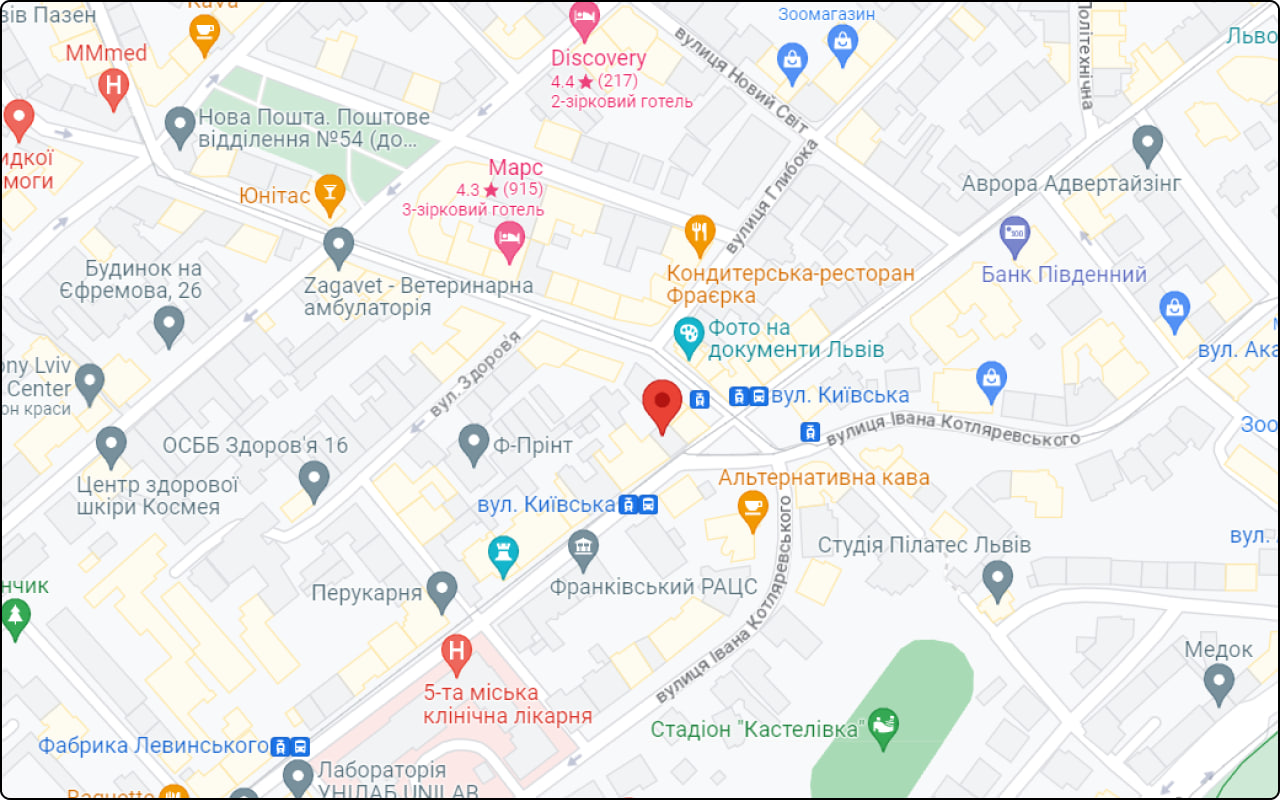 зів Пазен
Kava
Зоомагазин
MMmed
Discovery
4.4 ★ (217)
2-зірковий готель
вулиця Новий Світ
Політехнічна
Льво
Нова Пошта. Поштове
відділення №54 (до...
идкої
моги
Юнітас
Марс
4.3 ★ (915)
3-зірковий готель
вулиця Глибока
Аврора Адвертайзінг
Кондитерська-ресторан
Фраєрка
Банк Південний
Будинок на
Єфремова, 26
Zagavet - Ветеринарна
амбулаторія
Фото на
документи Львів
вул. Ака
ony Lviv
Center
он краси
вул. Здоров'я
вул. Київська
вулиця Івана Котляревського
Зоо
ОСББ Здоров'я 16
Ф-Прінт
Центр здорової
шкіри Космея
вул. Київська
Альтернативна кава
вул.
Студія Пілатес Львів
нчик
Перукарня
Франківський РАЦС
вулиця Івана Котляревського
Медок
5-та міська
клінічна лікарня
Стадіон "Кастелівка"
Фабрика Левинського
Лабораторія
УНІЛАБ UNILAB
Baguette